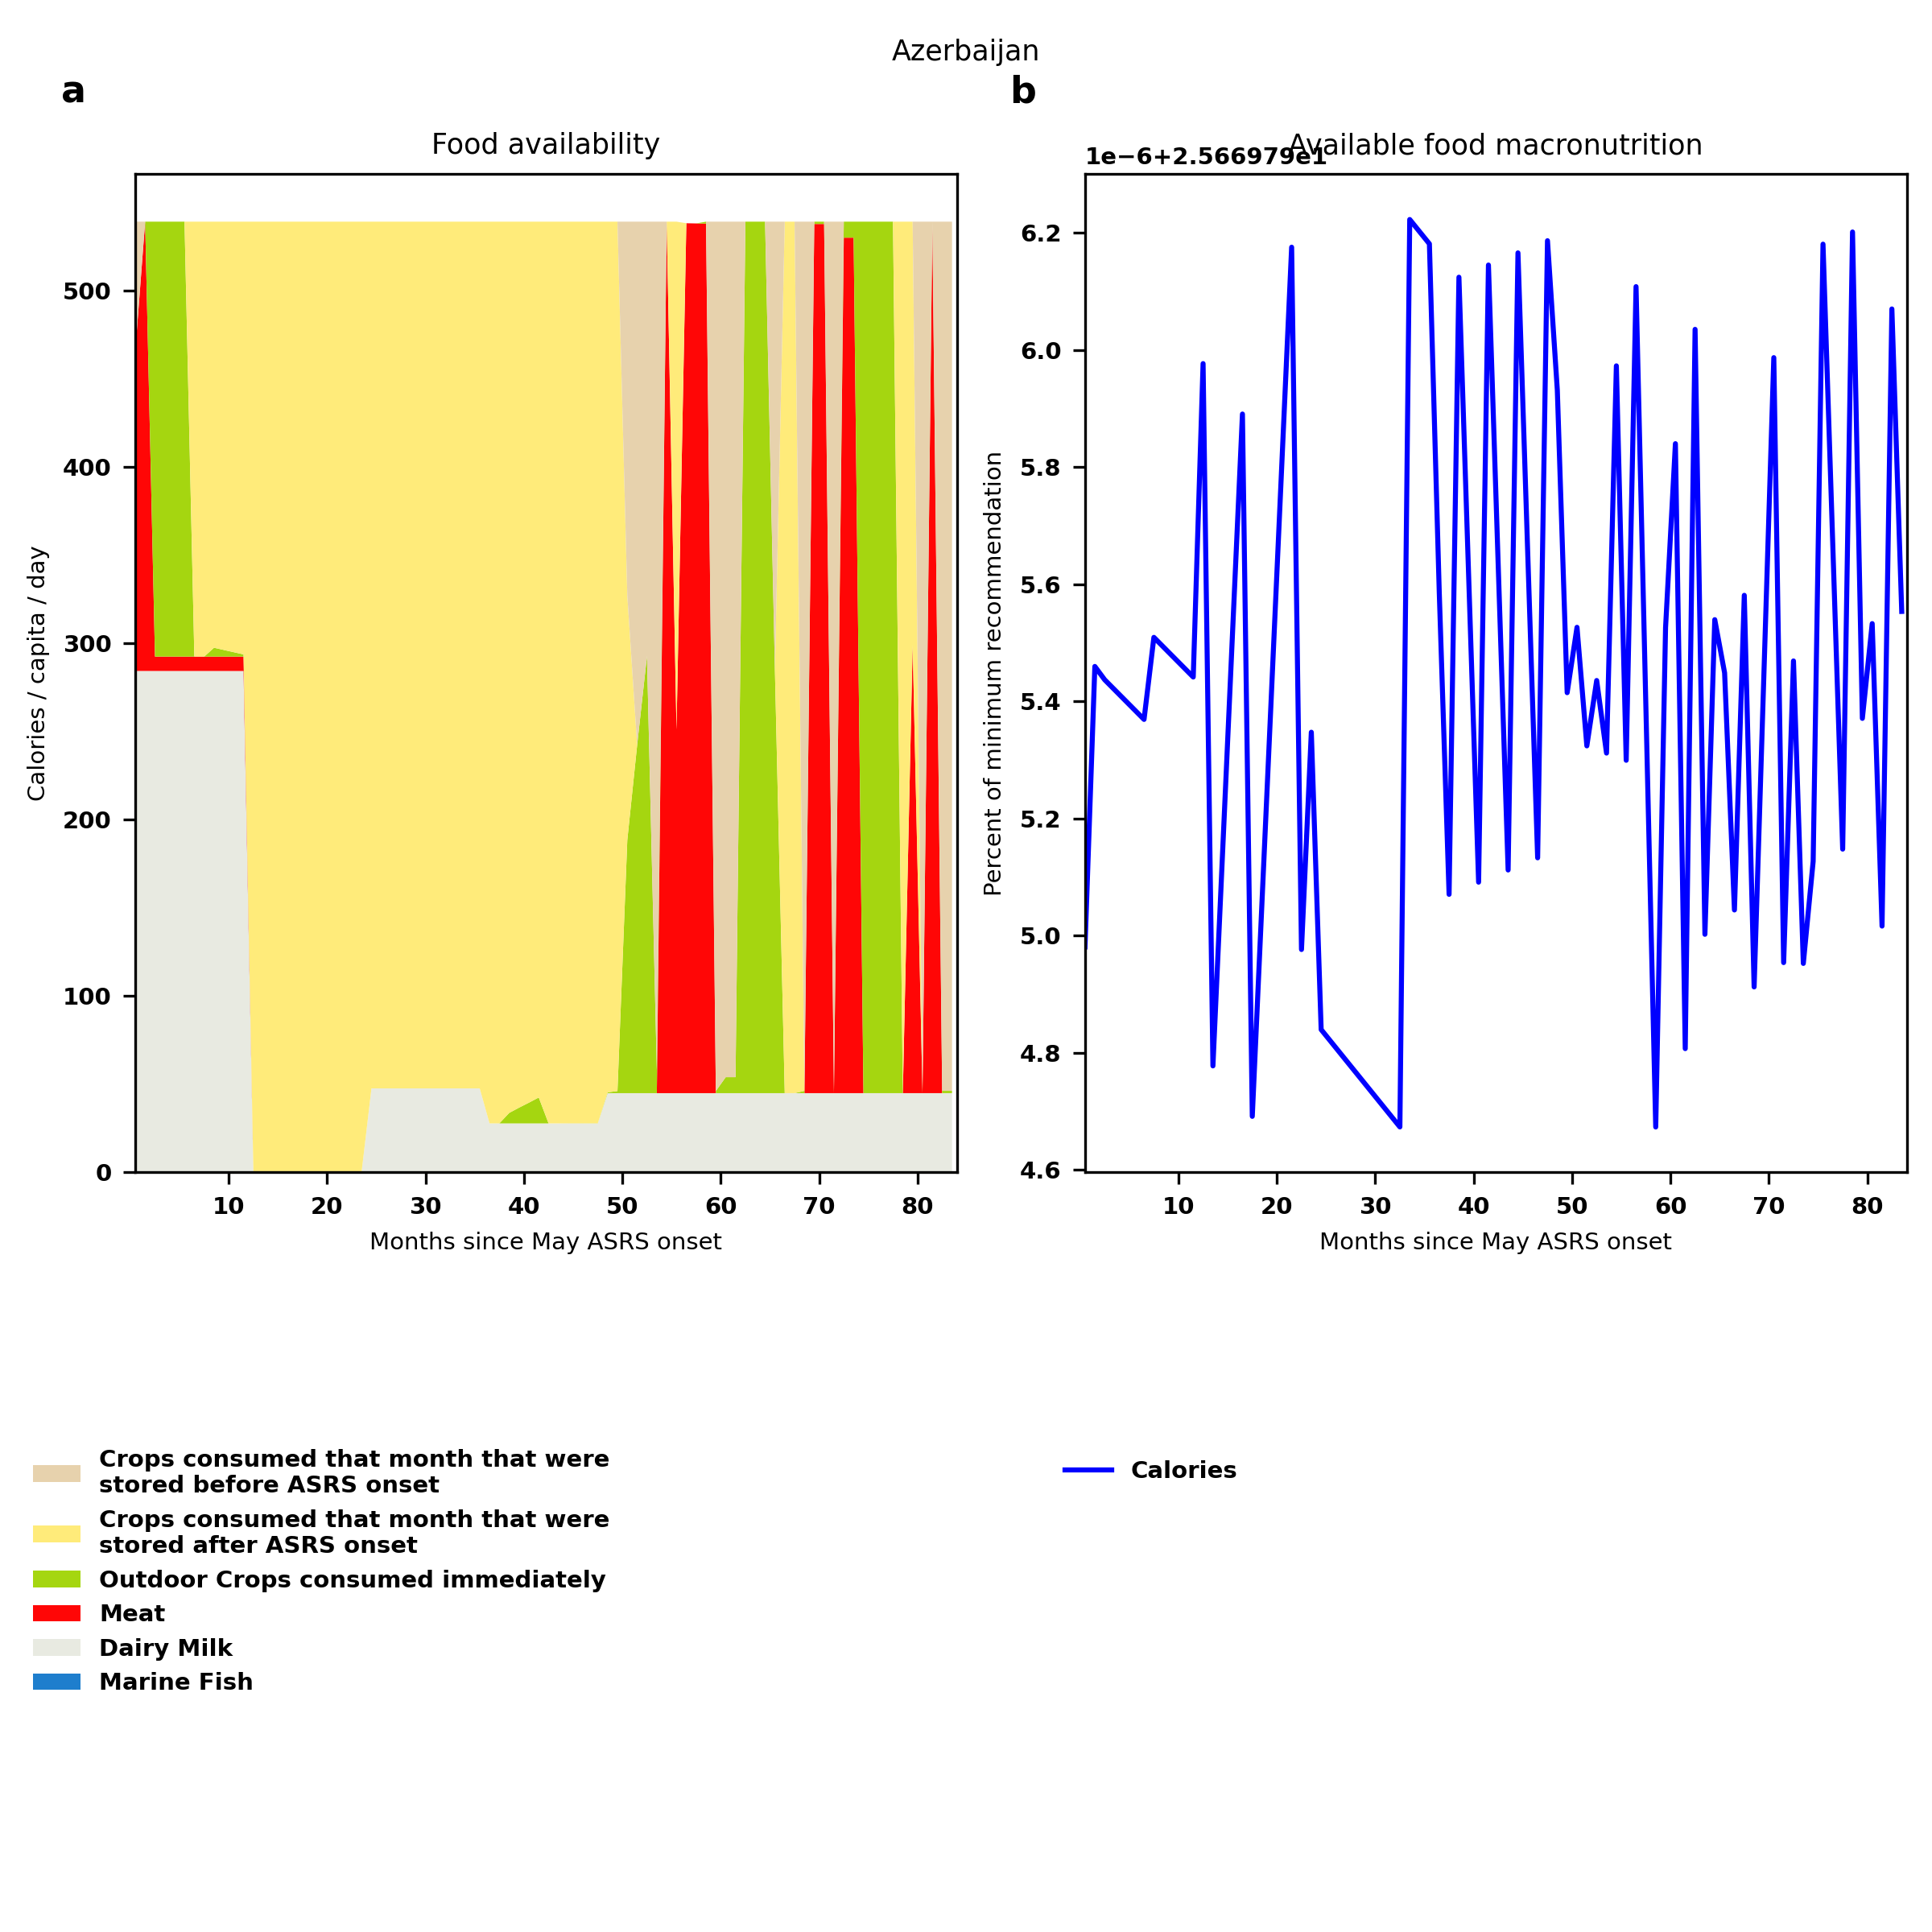 Azerbaijan
a
b
Food availability
Available food macronutrition
1e−6+2.566979e1
Calories / capita / day
500
400
300
200
100
0
10 20 30 40 50 60 70 80
Months since May ASRS onset
Percent of minimum recommendation
6.2
6.0
5.8
5.6
5.4
5.2
5.0
4.8
4.6
10 20 30 40 50 60 70 80
Months since May ASRS onset
Crops consumed that month that were
stored before ASRS onset
Crops consumed that month that were
stored after ASRS onset
Outdoor Crops consumed immediately
Meat
Dairy Milk
Marine Fish
Calories